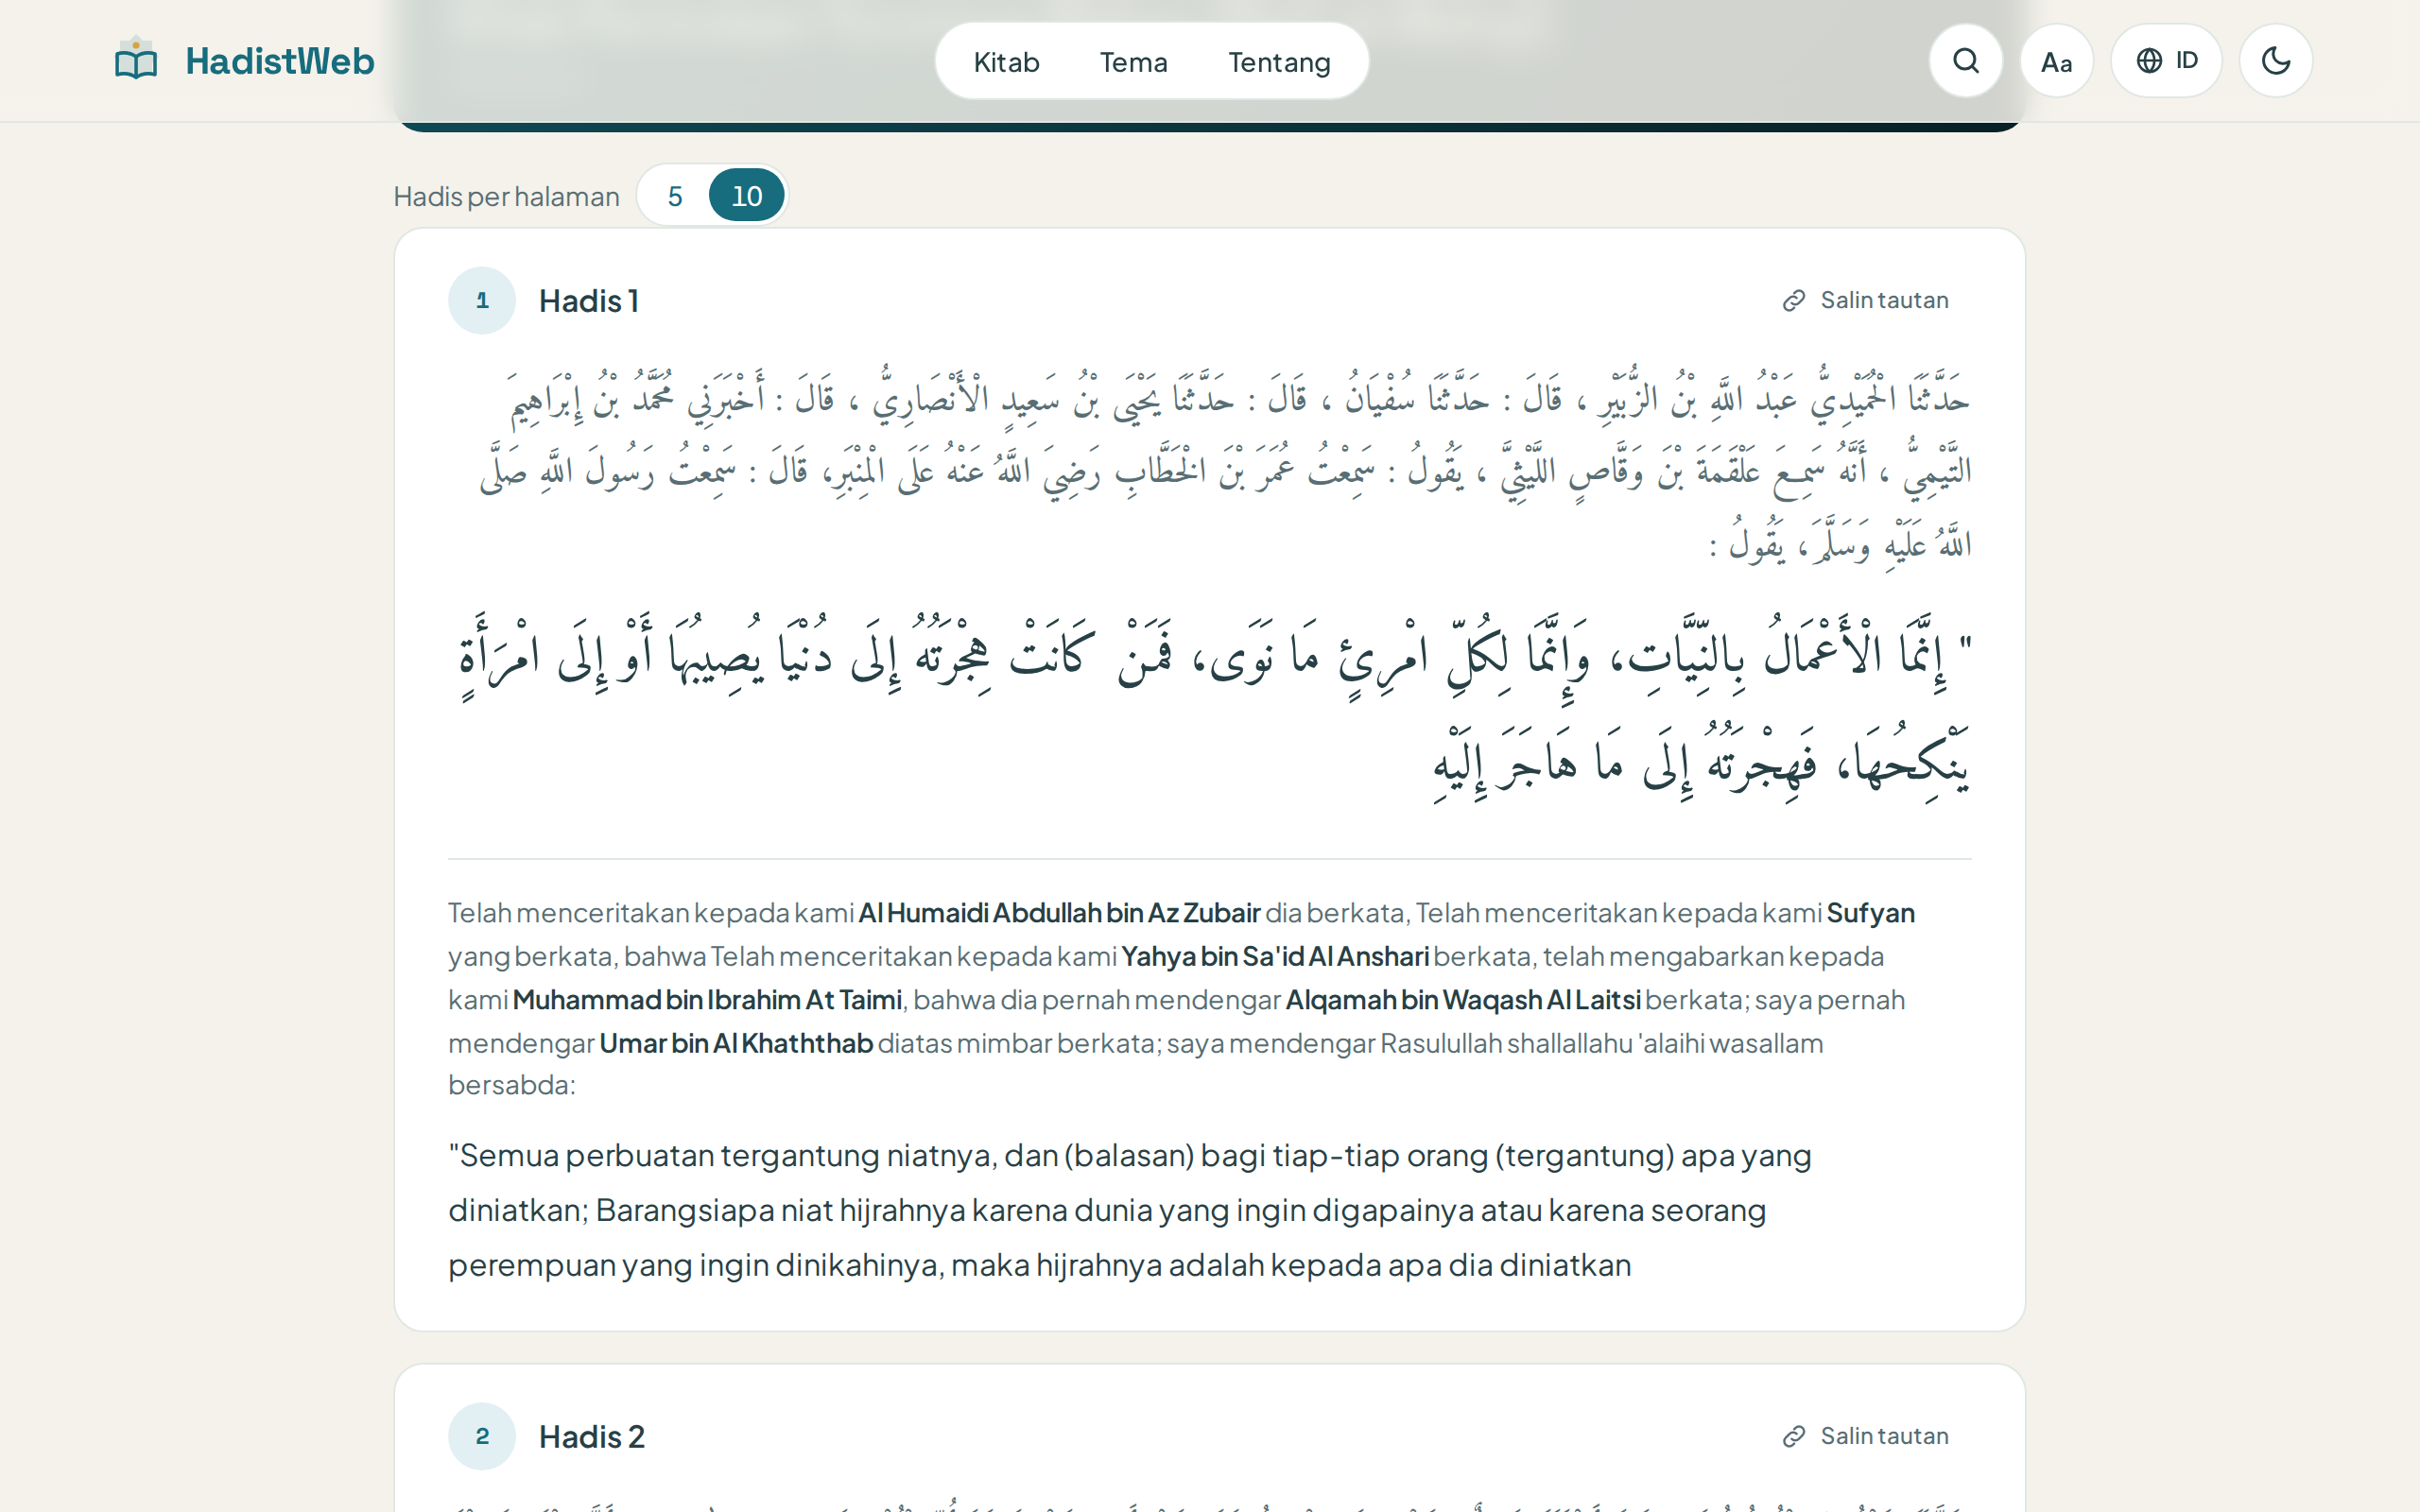 HadistWeb
Kitab Tema Tentang
Aa
ID
Hadis per halaman 5 10
1 Hadis 1
Salin tautan
حَدَّثَنَا الْحُمَيْدِيُّ عَبْدُ اللَّهِ بْنُ الزُّبَيْرِ ، قَالَ : حَدَّثَنَا سُفْيَانُ ، قَالَ : حَدَّثَنَا يَحْيَى بْنُ سَعِيدٍ الْأَنْصَارِيُّ ، قَالَ : أَخْبَرَنِي مُحَمَّدُ بْنُ إِبْرَاهِيمَ
التَّيْمِيُّ ، أَنَّهُ سَمِعَ عَلْقَمَةَ بْنَ وَقَّاصٍ اللَّيْثِيَّ ، يَقُولُ : سَمِعْتُ عُمَرَ بْنَ الْخَطَّابِ رَضِيَ اللَّهُ عَنْهُ عَلَى الْمِنْبَرِ، قَالَ : سَمِعْتُ رَسُولَ اللَّهِ صَلَّى
اللَّهُ عَلَيْهِ وَسَلَّمَ، يَقُولُ :
" إِنَّمَا الْأَعْمَالُ بِالنِّيَّاتِ، وَإِنَّمَا لِكُلِّ امْرِئٍ مَا نَوَى، فَمَنْ كَانَتْ هِجْرَتُهُ إِلَى دُنْيَا يُصِيبُهَا أَوْ إِلَى امْرَأَةٍ
يَنْكِحُهَا، فَهِجْرَتُهُ إِلَى مَا هَاجَرَ إِلَيْهِ
Telah menceritakan kepada kami Al Humaidi Abdullah bin Az Zubair dia berkata, Telah menceritakan kepada kami Sufyan
yang berkata, bahwa Telah menceritakan kepada kami Yahya bin Sa'id Al Anshari berkata, telah mengabarkan kepada
kami Muhammad bin Ibrahim At Taimi, bahwa dia pernah mendengar Alqamah bin Waqash Al Laitsi berkata; saya pernah
mendengar Umar bin Al Khaththab diatas mimbar berkata; saya mendengar Rasulullah shallallahu 'alaihi wasallam
bersabda:
"Semua perbuatan tergantung niatnya, dan (balasan) bagi tiap-tiap orang (tergantung) apa yang
diniatkan; Barangsiapa niat hijrahnya karena dunia yang ingin digapainya atau karena seorang
perempuan yang ingin dinikahinya, maka hijrahnya adalah kepada apa dia diniatkan
2 Hadis 2
Salin tautan